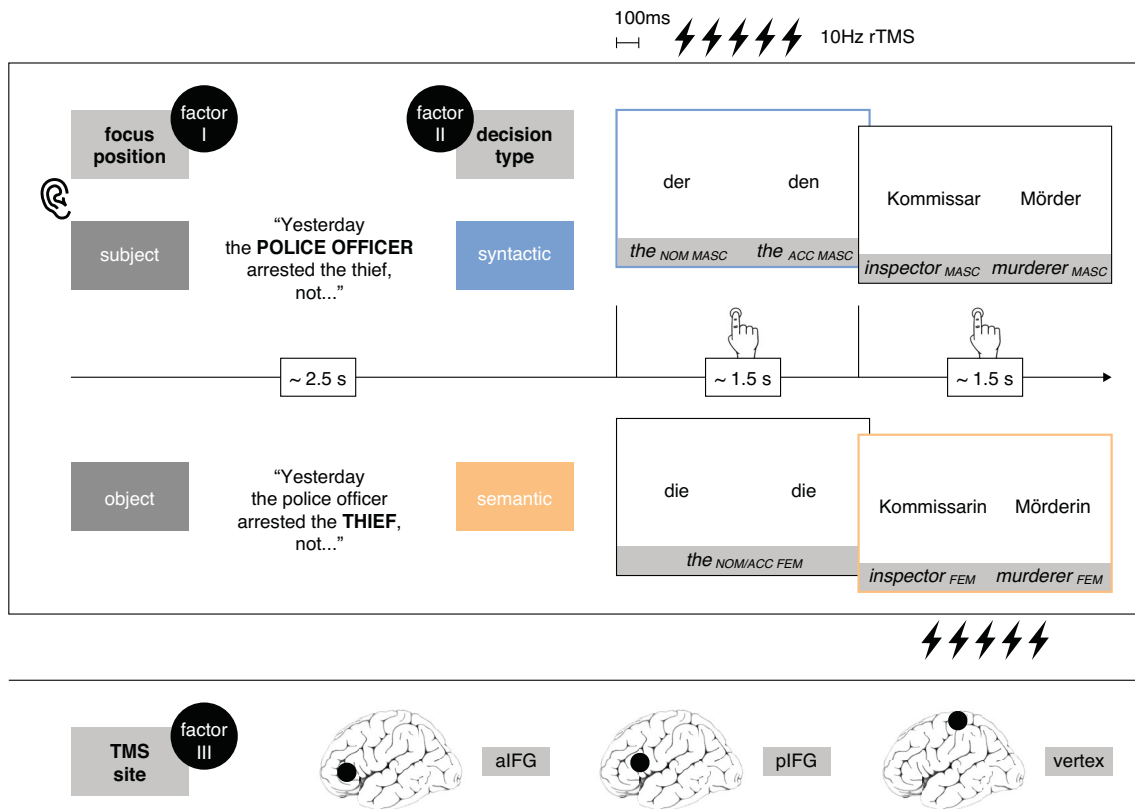 100ms
10Hz rTMS
factor
I
focus
position
factor
II
decision
type
der den
the NOM MASC the ACC MASC
Kommissar Mörder
inspector MASC murderer MASC
subject
“Yesterday
the POLICE OFFICER
arrested the thief,
not...”
syntactic
~ 2.5 s
~ 1.5 s
~ 1.5 s
object
“Yesterday
the police officer
arrested the THIEF,
not...”
semantic
die die
the NOM/ACC FEM
Kommissarin Mörderin
inspector FEM murderer FEM
factor
III
TMS
site
aIFG
pIFG
vertex